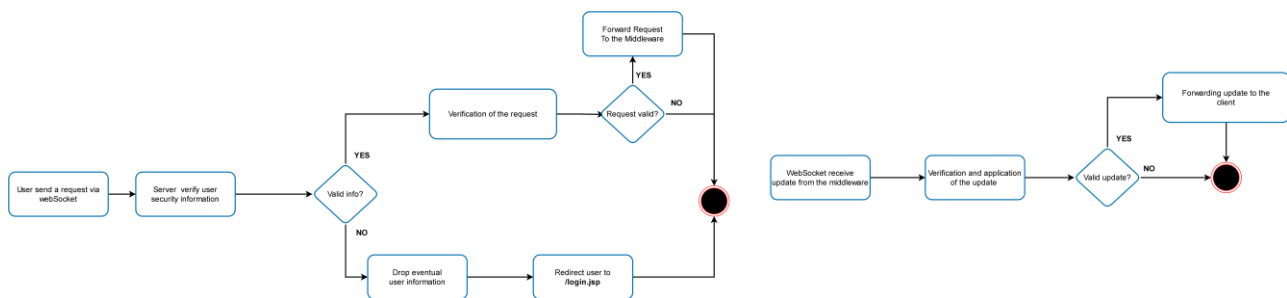 Forward Request
To the Middleware
YES
Verification of the request
Request valid?
NO
YES
User send a request via
webSocket
Server verify user
security information
Valid info?
NO
Drop eventual
user information
Redirect user to
/login.jsp
Forwarding update to the
client
YES
WebSocket receive
update from the middleware
Verification and application
of the update
Valid update?
NO